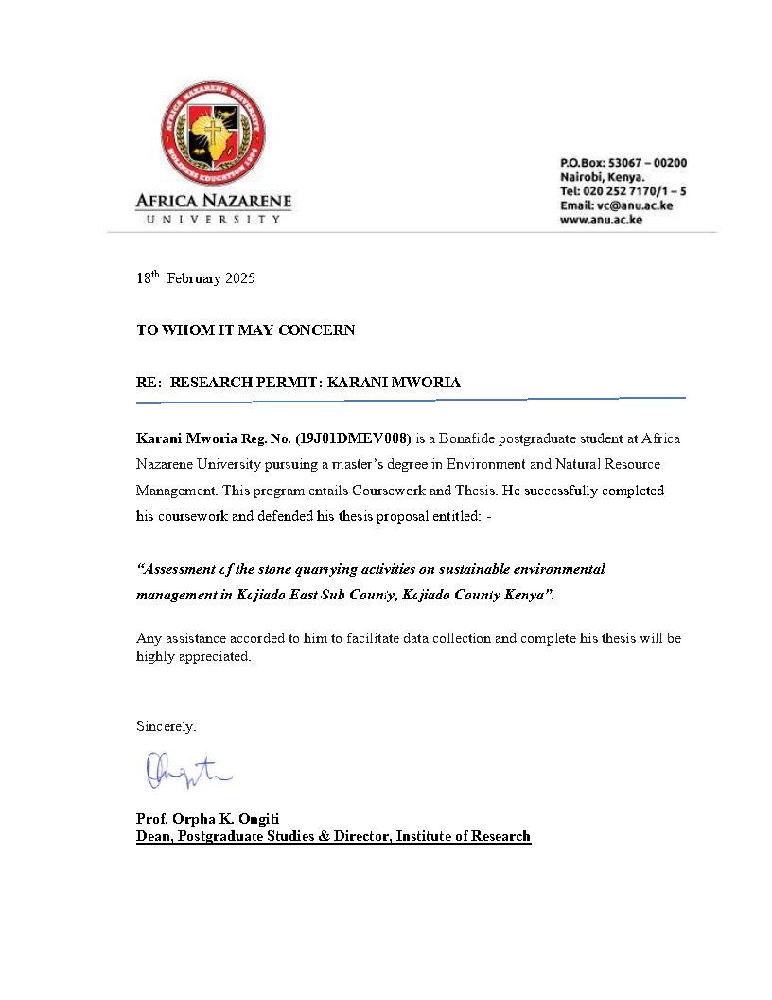 AFRICA NAZARENE UNIVERSITY
HOLINESS EDUCATION 1994
AFRICA NAZARENE
UNIVERSITY
P.O.Box: 53067 – 00200
Nairobi, Kenya.
Tel: 020 252 7170/1 – 5
Email: vc@anu.ac.ke
www.anu.ac.ke
18th February 2025
TO WHOM IT MAY CONCERN
RE: RESEARCH PERMIT: KARANI MWORIA
Karani Mworia Reg. No. (19J01DMEV008) is a Bonafide postgraduate student at Africa
Nazarene University pursuing a master’s degree in Environment and Natural Resource
Management. This program entails Coursework and Thesis. He successfully completed
his coursework and defended his thesis proposal entitled: -
“Assessment of the stone quarrying activities on sustainable environmental
management in Kajiado East Sub County, Kajiado County Kenya”.
Any assistance accorded to him to facilitate data collection and complete his thesis will be
highly appreciated.
Sincerely.
Prof. Orpha K. Ongiti
Dean, Postgraduate Studies & Director, Institute of Research